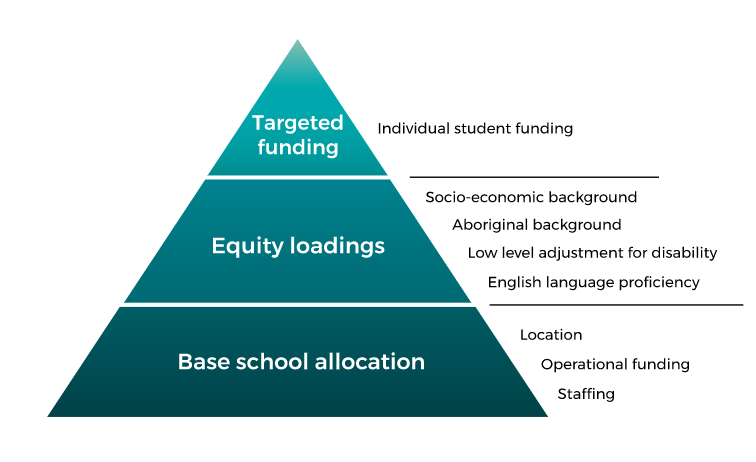 Targeted
funding
Individual student funding
Equity loadings
Socio-economic background
Aboriginal background
Low level adjustment for disability
English language proficiency
Base school allocation
Location
Operational funding
Staffing